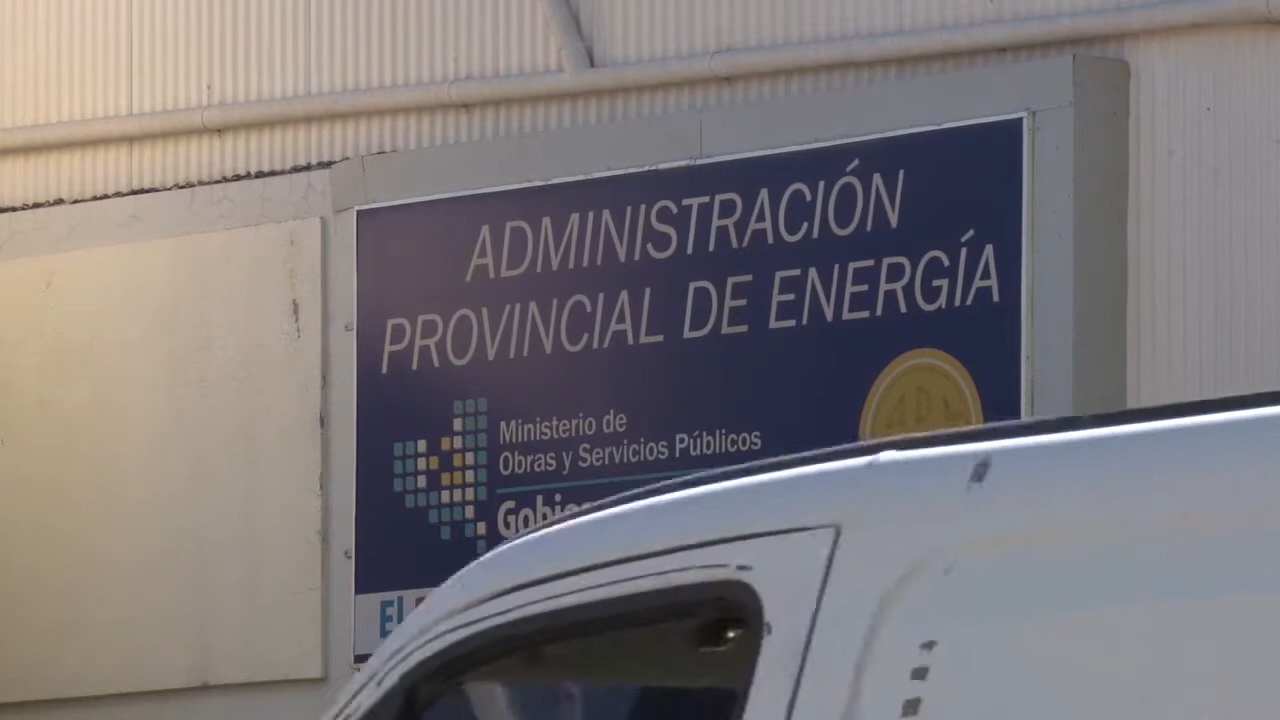 ADMINISTRACIÓN
PROVINCIAL DE ENERGÍA
Ministerio de
Obras y Servicios Públicos